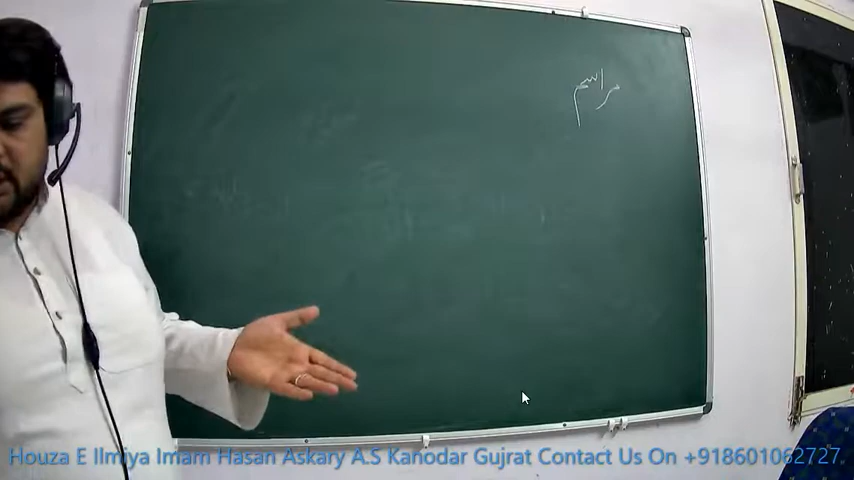 مراسم
Houza E Ilmiya Imam Hasan Askary A.S Kanodar Gujrat Contact Us On +918601062727